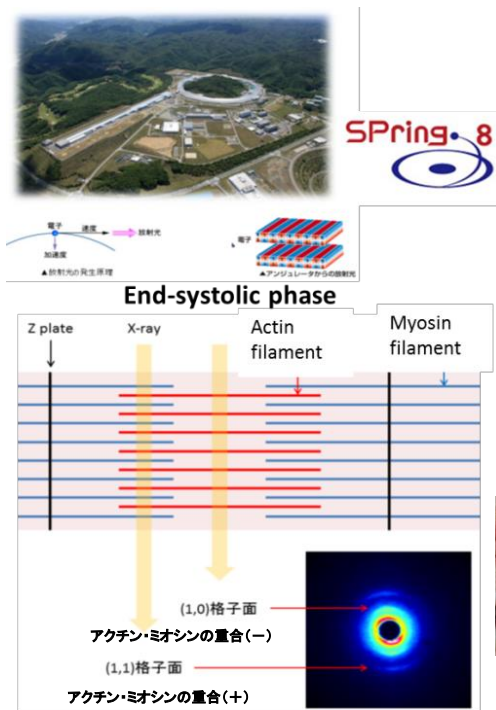 SPring-8
電子
速度
放射光
加速度
▲放射光の発生原理
電子
▲アンジュレータからの放射光
End-systolic phase
Z plate
X-ray
Actin
filament
Myosin
filament
(1,0)格子面
アクチン・ミオシンの重合(−)
(1,1)格子面
アクチン・ミオシンの重合(+)